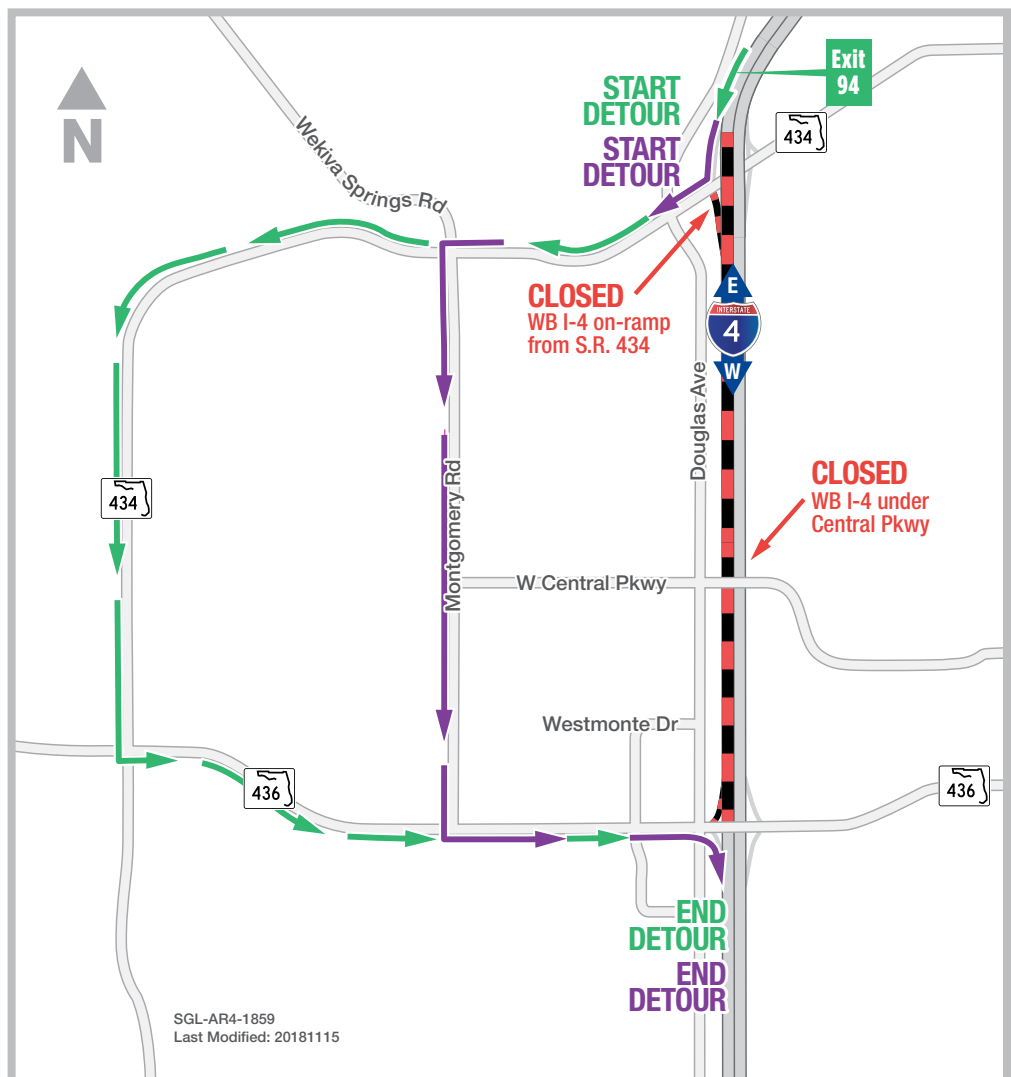 Exit
94
START
DETOUR
START
DETOUR
434
N
Wekiva Springs Rd
CLOSED
WB I-4 on-ramp
from S.R. 434
E
INTERSTATE
4
W
Douglas Ave
434
Montgomery Rd
CLOSED
WB I-4 under
Central Pkwy
W Central Pkwy
Westmonte Dr
436
436
END
DETOUR
END
DETOUR
SGL-AR4-1859
Last Modified: 20181115